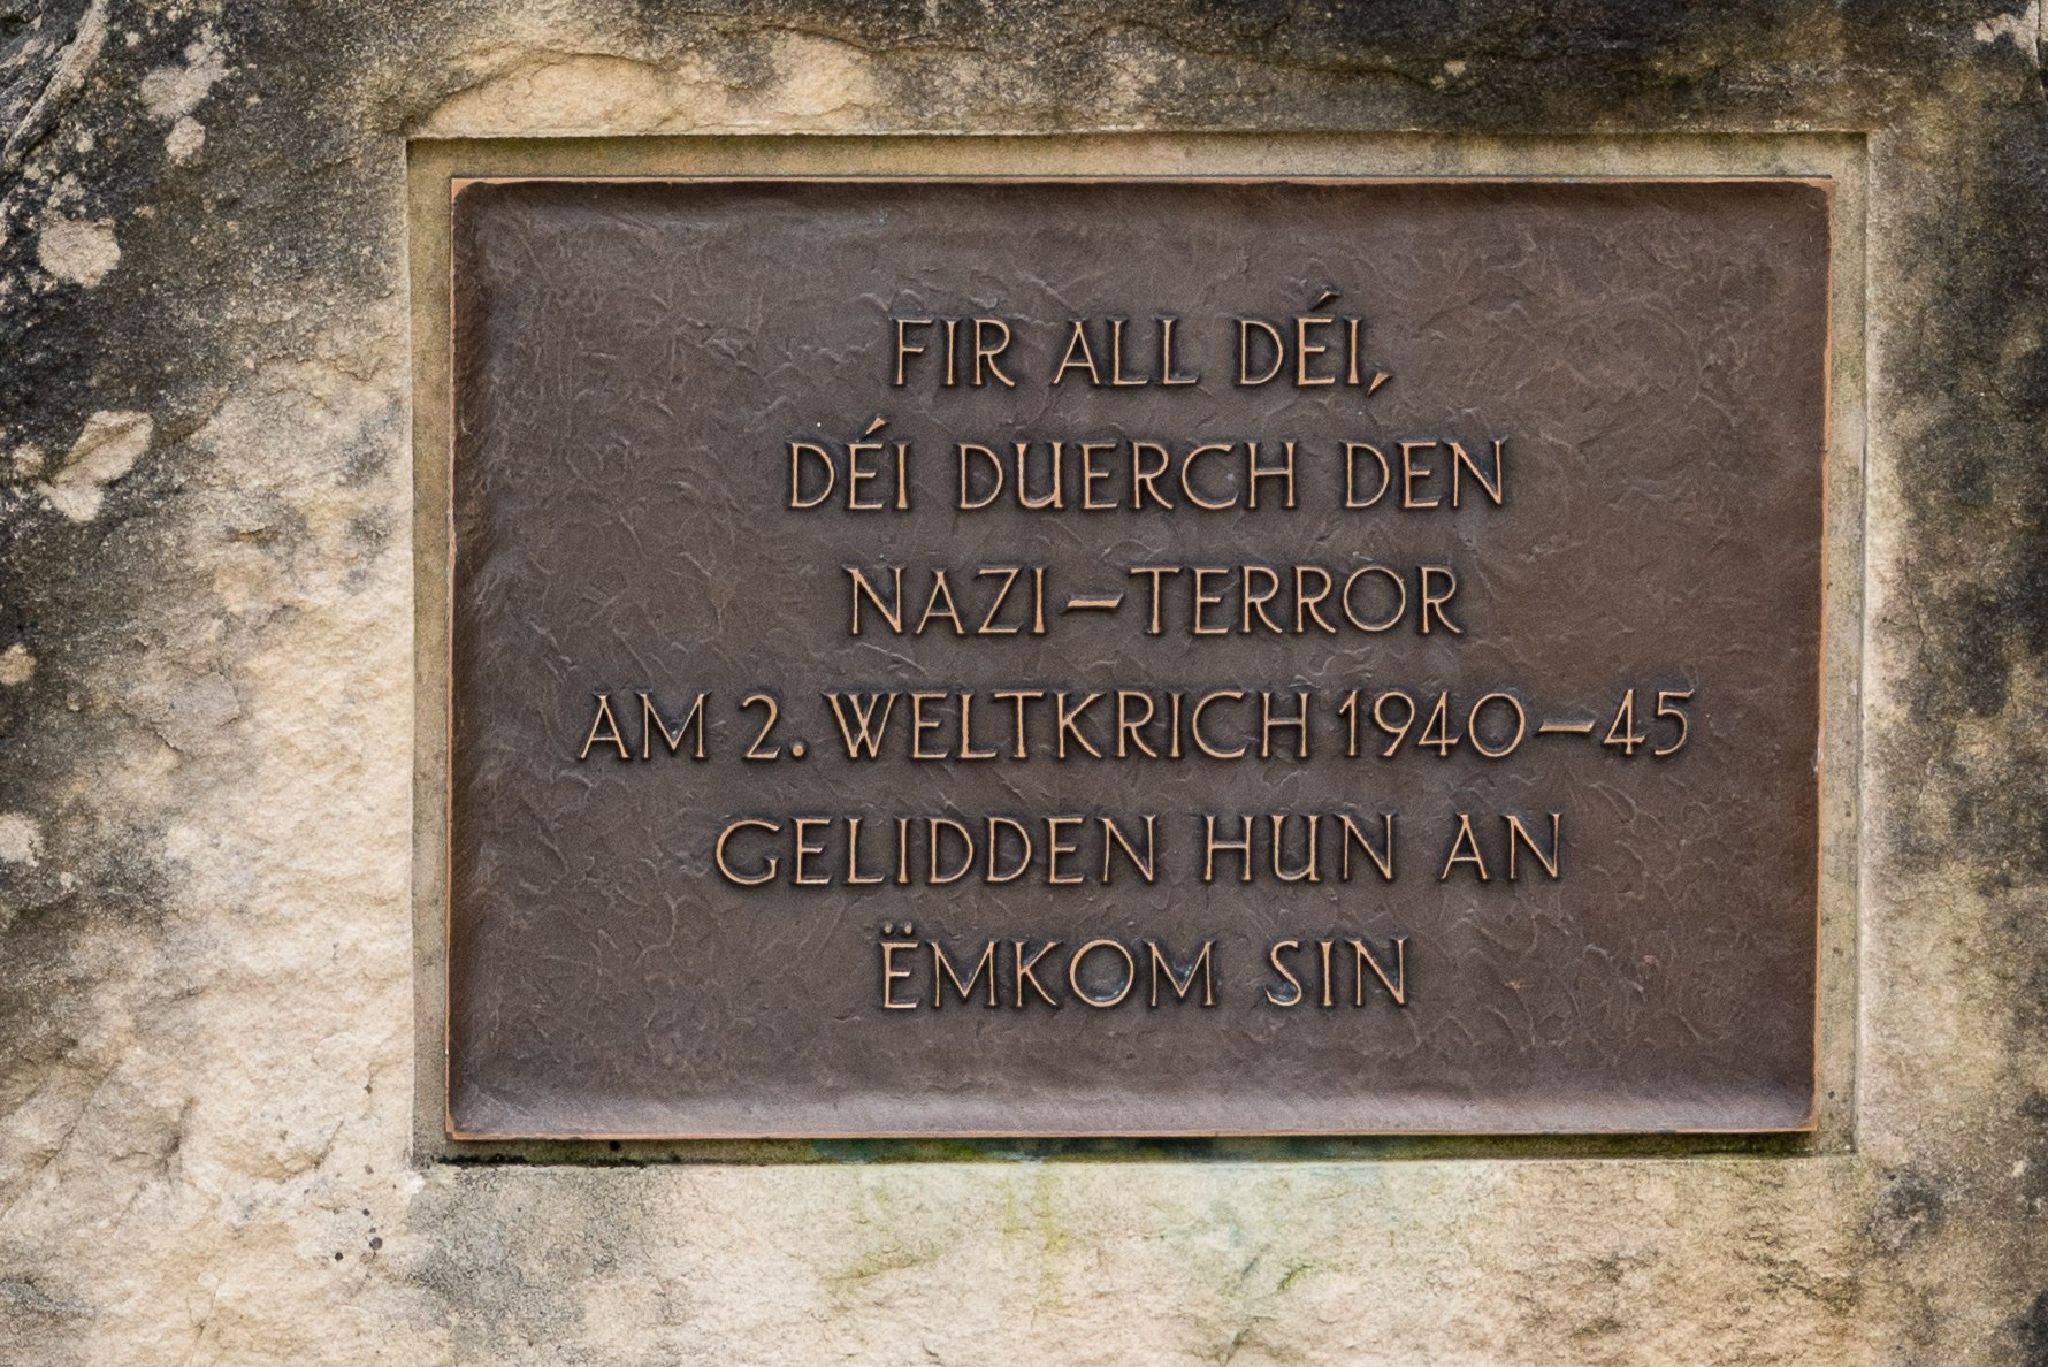 FIR ALL DÉI,
DÉI DUERCH DEN
NAZI-TERROR
AM 2. WELTKRICH 1940-45
GELIDDEN HUN AN
ËMKOM SIN